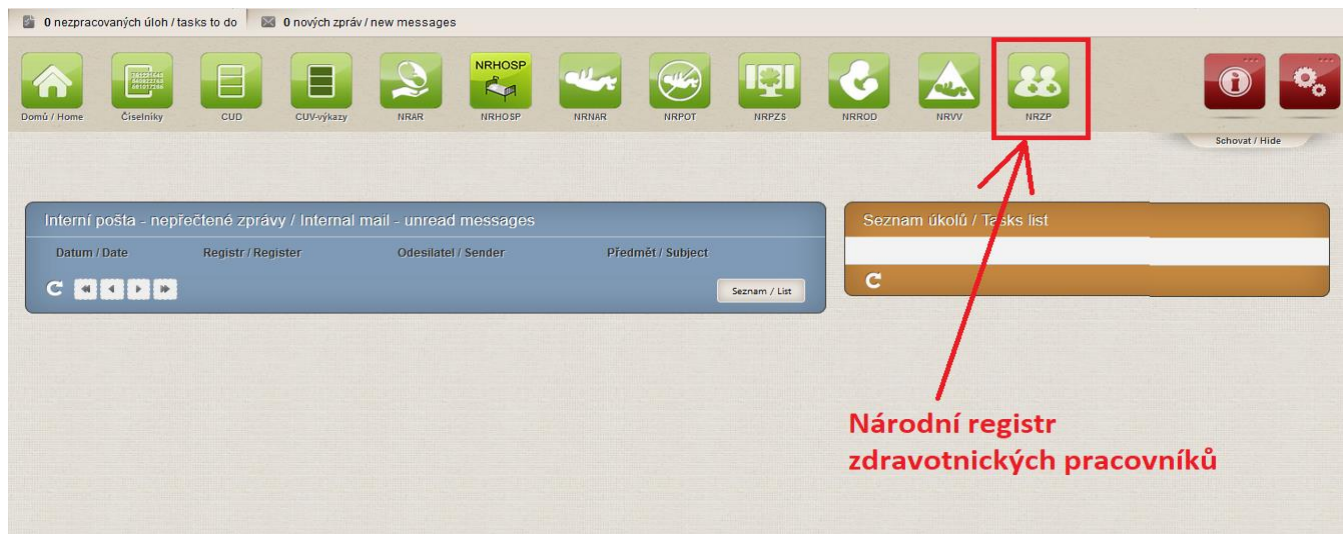 0 nezpracovaných úloh / tasks to do 0 nových zpráv / new messages
NRHOSP
Domů / Home Číselníky CUD CUV-výkazy NRAR NRHOSP NRNAR NRPOT NRPZS NRROD NRVV NRZP
Schovat / Hide
Interní pošta - nepřečtené zprávy / Internal mail - unread messages
Datum / Date Registr / Register Odesílatel / Sender Předmět / Subject
Seznam / List
Seznam úkolů / Tasks list
Národní registr
zdravotnických pracovníků